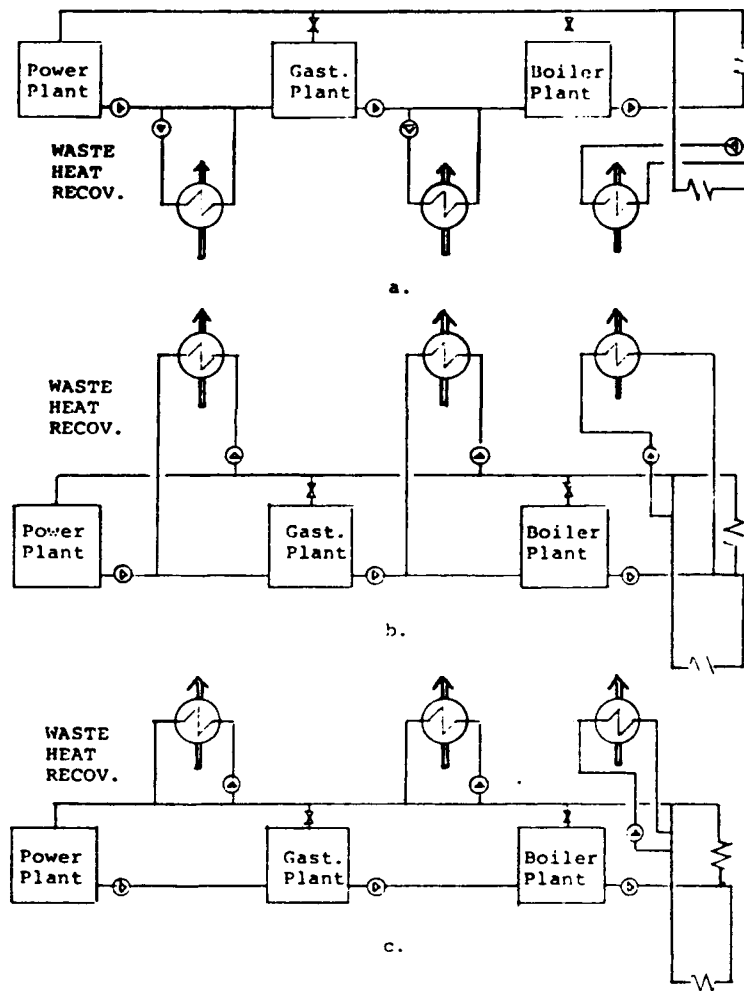 Power
Plant
Gast.
Plant
Boiler
Plant
WASTE
HEAT
RECOV.
a.
WASTE
HEAT
RECOV.
Power
Plant
Gast.
Plant
Boiler
Plant
b.
WASTE
HEAT
RECOV.
Power
Plant
Gast.
Plant
Boiler
Plant
c.